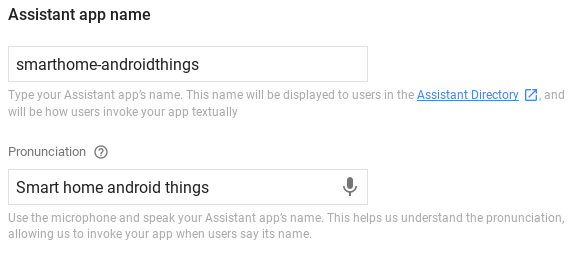 Assistant app name
smarthome-androidthings
Type your Assistant app's name. This name will be displayed to users in the Assistant Directory , and
will be how users invoke your app textually
Pronunciation ?
Smart home android things
Use the microphone and speak your Assistant app's name. This helps us understand the pronunciation,
allowing us to invoke your app when users say its name.